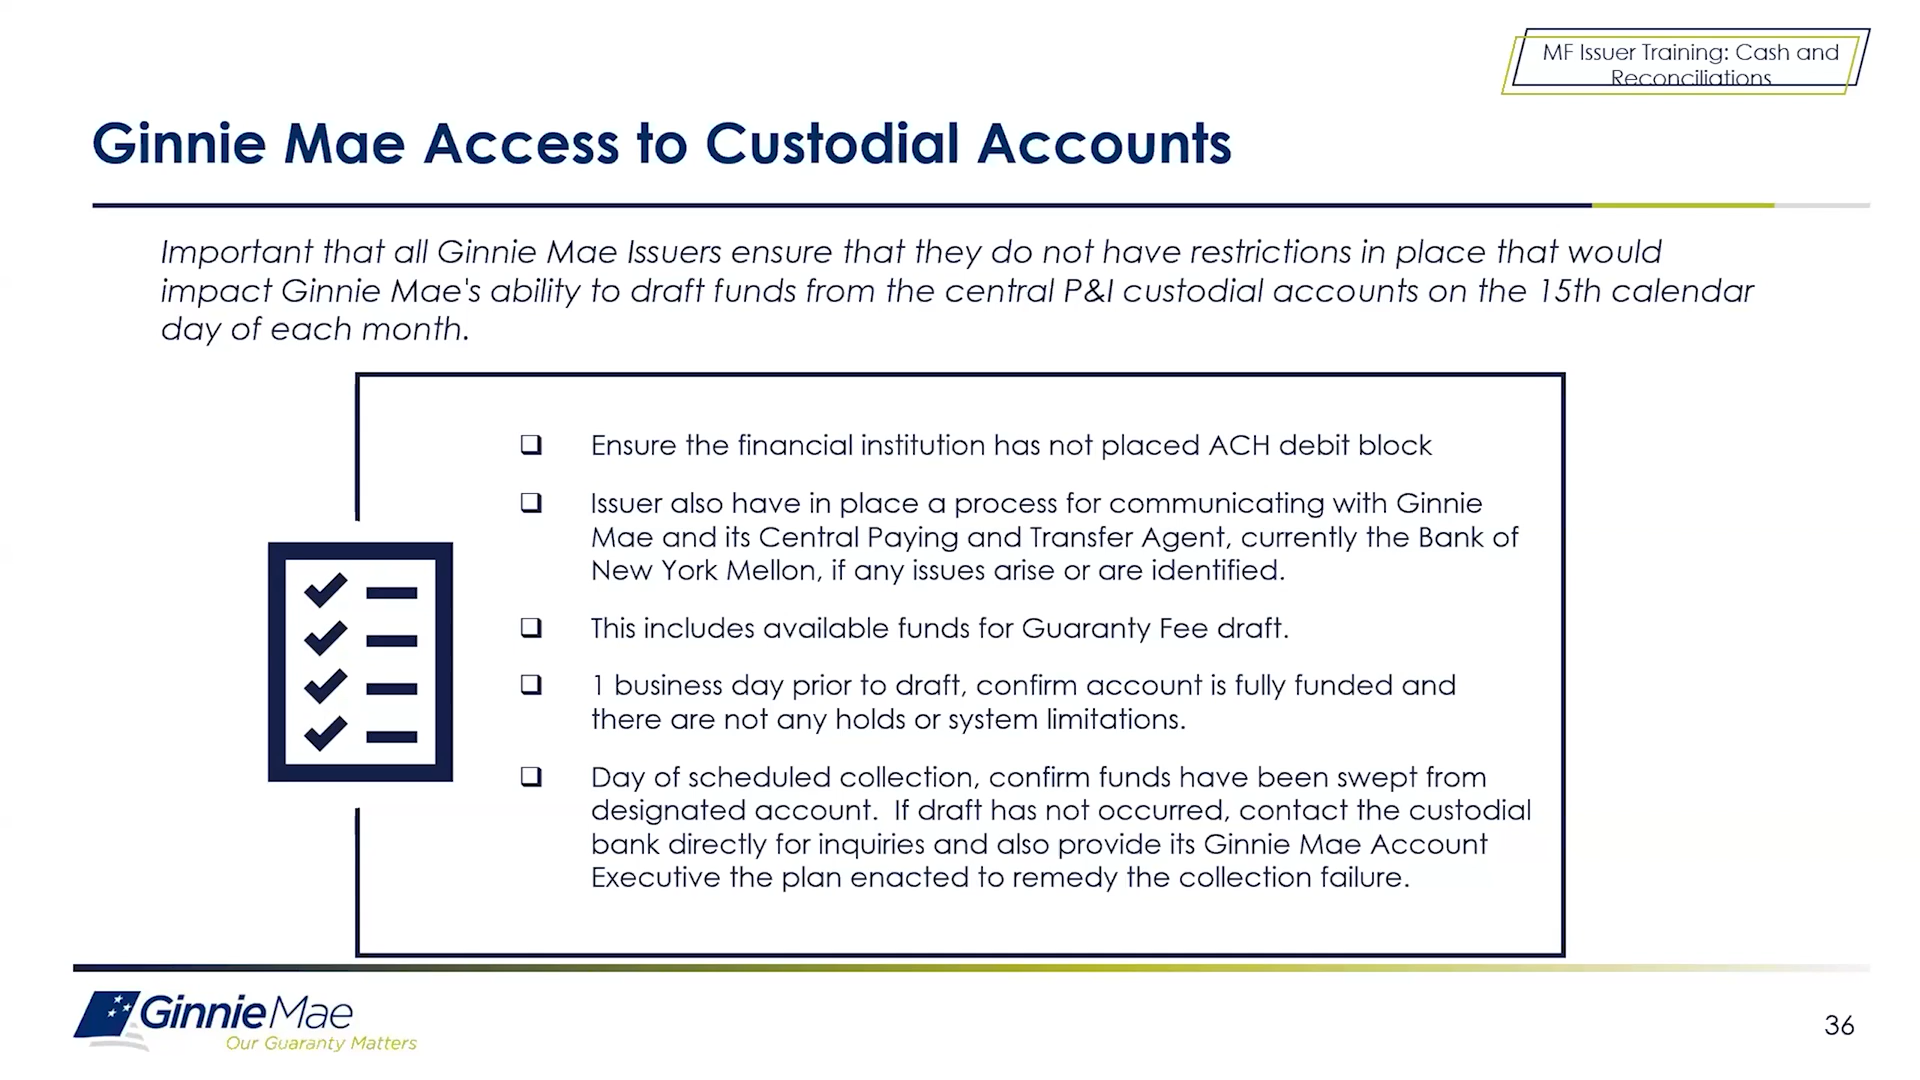 MF Issuer Training: Cash and
Reconciliations
Ginnie Mae Access to Custodial Accounts
Important that all Ginnie Mae Issuers ensure that they do not have restrictions in place that would
impact Ginnie Mae's ability to draft funds from the central P&I custodial accounts on the 15th calendar
day of each month.
Ensure the financial institution has not placed ACH debit block
Issuer also have in place a process for communicating with Ginnie
Mae and its Central Paying and Transfer Agent, currently the Bank of
New York Mellon, if any issues arise or are identified.
This includes available funds for Guaranty Fee draft.
1 business day prior to draft, confirm account is fully funded and
there are not any holds or system limitations.
Day of scheduled collection, confirm funds have been swept from
designated account.  If draft has not occurred, contact the custodial
bank directly for inquiries and also provide its Ginnie Mae Account
Executive the plan enacted to remedy the collection failure.
GinnieMae
Our Guaranty Matters
36